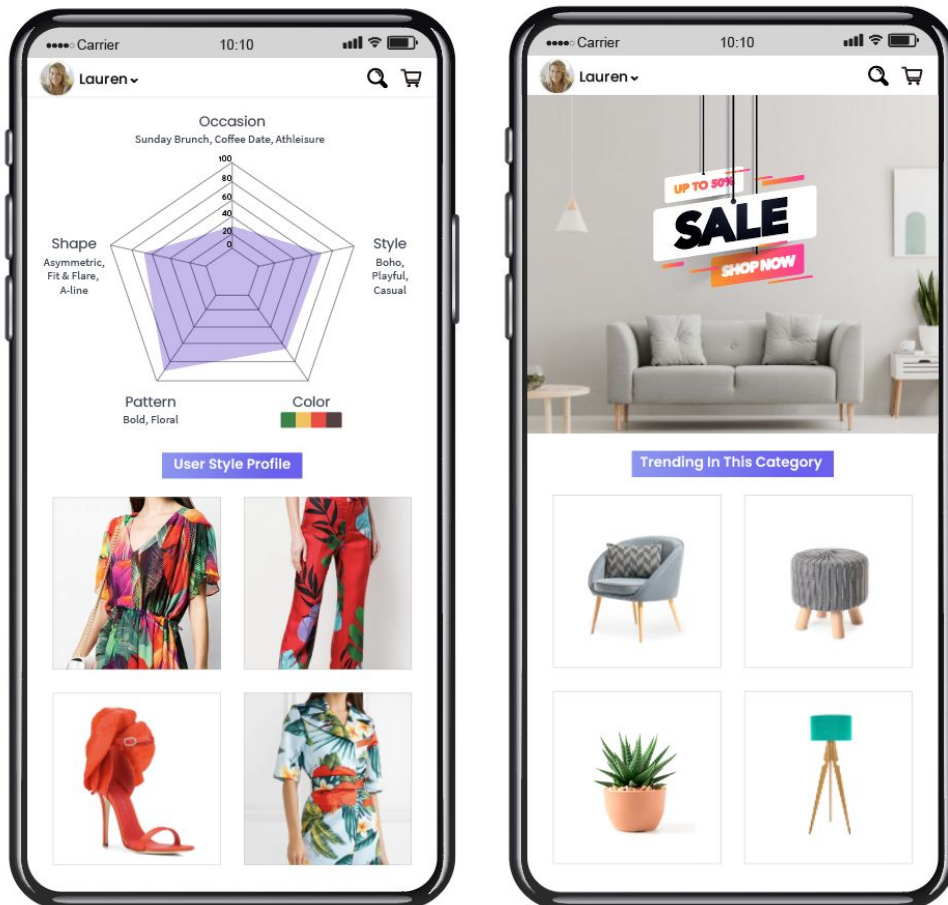 Carrier
10:10
Lauren
Occasion
Sunday Brunch, Coffee Date, Athleisure
100
80
60
40
20
0
Shape
Asymmetric,
Fit & Flare,
A-line
Style
Boho,
Playful,
Casual
Pattern
Bold, Floral
Color
User Style Profile
Carrier
10:10
Lauren
UP TO 50%
SALE
SHOP NOW
Trending In This Category